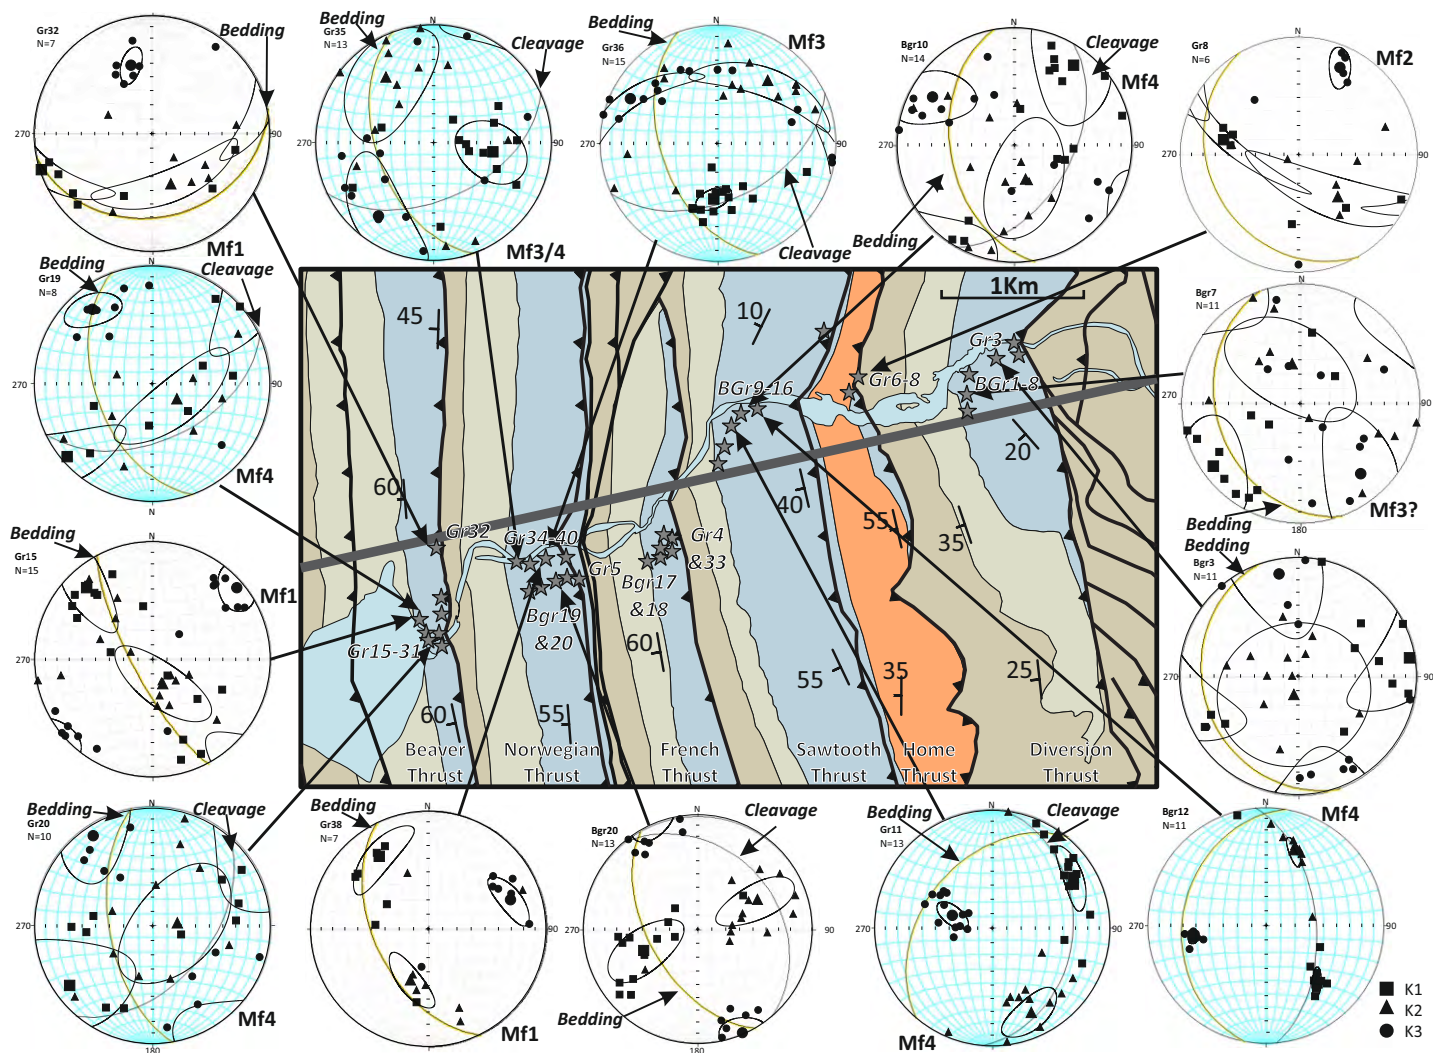 Gr32
N=7
Bedding
270
90
Mf1
N
Gr35
N=13
Bedding
Cleavage
270
90
Mf3/4
N
Gr36
N=15
Bedding
Mf3
270
90
Cleavage
N
Bgr10
N=14
Cleavage
Mf4
270
90
Bedding
N
Gr8
N=6
Mf2
270
90
Bedding
Gr19
N=8
N
Cleavage
270
90
Mf4
Bgr7
N=11
N
270
90
Mf3?
Bedding
180
Bedding
Gr15
N=15
N
Mf1
270
90
Bedding
Bgr3
N=11
N
270
90
Bedding
Gr20
N=10
N
Cleavage
270
90
Mf4
180
Bedding
Gr38
N=7
N
270
90
Mf1
Bgr20
N=13
N
Cleavage
270
90
Bedding
Bedding
Gr11
N=13
N
Cleavage
270
90
Mf4
Bgr12
N=11
N
Mf4
270
90
K1
K2
K3
1Km
45
10
Gr3
BGr9-16
Gr6-8
BGr1-8
20
60
40
55
35
Gr32
Gr34-40
Gr5
Gr4
&33
Bgr17
&18
Bgr19
&20
Gr15-31
60
60
55
55
35
25
Beaver
Thrust
Norwegian
Thrust
French
Thrust
Sawtooth
Thrust
Home
Thrust
Diversion
Thrust